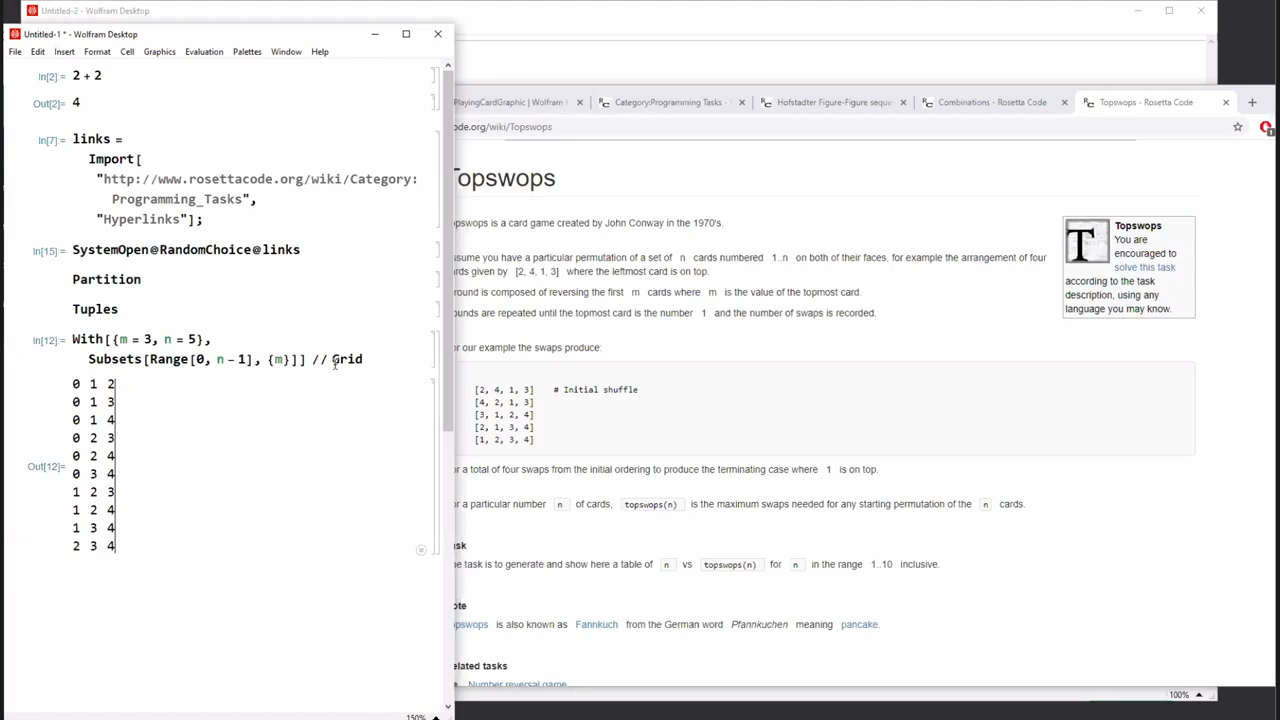 Untitled-2 - Wolfram Desktop
Untitled-1 * - Wolfram Desktop
File Edit Insert Format Cell Graphics Evaluation Palettes Window Help
In[2]:= 2 + 2
Out[2]= 4
In[7]:= links =
Import[
"http://www.rosettacode.org/wiki/Category:
Programming_Tasks",
"Hyperlinks"];
In[15]:= SystemOpen@RandomChoice@links
Partition
Tuples
In[12]:= With[{m = 3, n = 5},
Subsets[Range[0, n - 1], {m}]] // Grid
0 1 2
0 1 3
0 1 4
0 2 3
0 2 4
Out[12]=
0 3 4
1 2 3
1 2 4
1 3 4
2 3 4
150%
PlayingCardGraphic | Wolfram
Category:Programming Tasks -
Hofstadter Figure-Figure seque
Combinations - Rosetta Code
Topswops - Rosetta Code
code.org/wiki/Topswops
Topswops
opswops is a card game created by John Conway in the 1970's.
ssume you have a particular permutation of a set of n cards numbered 1..n on both of their faces, for example the arrangement of four
rds given by [2, 4, 1, 3] where the leftmost card is on top.
round is composed of reversing the first m cards where m is the value of the topmost card.
ounds are repeated until the topmost card is the number 1 and the number of swaps is recorded.
or our example the swaps produce:
[2, 4, 1, 3] # Initial shuffle
[4, 2, 1, 3]
[3, 1, 2, 4]
[2, 1, 3, 4]
[1, 2, 3, 4]
or a total of four swaps from the initial ordering to produce the terminating case where 1 is on top.
or a particular number n of cards, topswops(n) is the maximum swaps needed for any starting permutation of the n cards.
ask
he task is to generate and show here a table of n vs topswops(n) for n in the range 1..10 inclusive.
ote
opswops is also known as Fannkuch from the German word Pfannkuchen meaning pancake.
elated tasks
Number reversal game
T
Topswops
You are
encouraged to
solve this task
according to the task
description, using any
language you may know.
100%